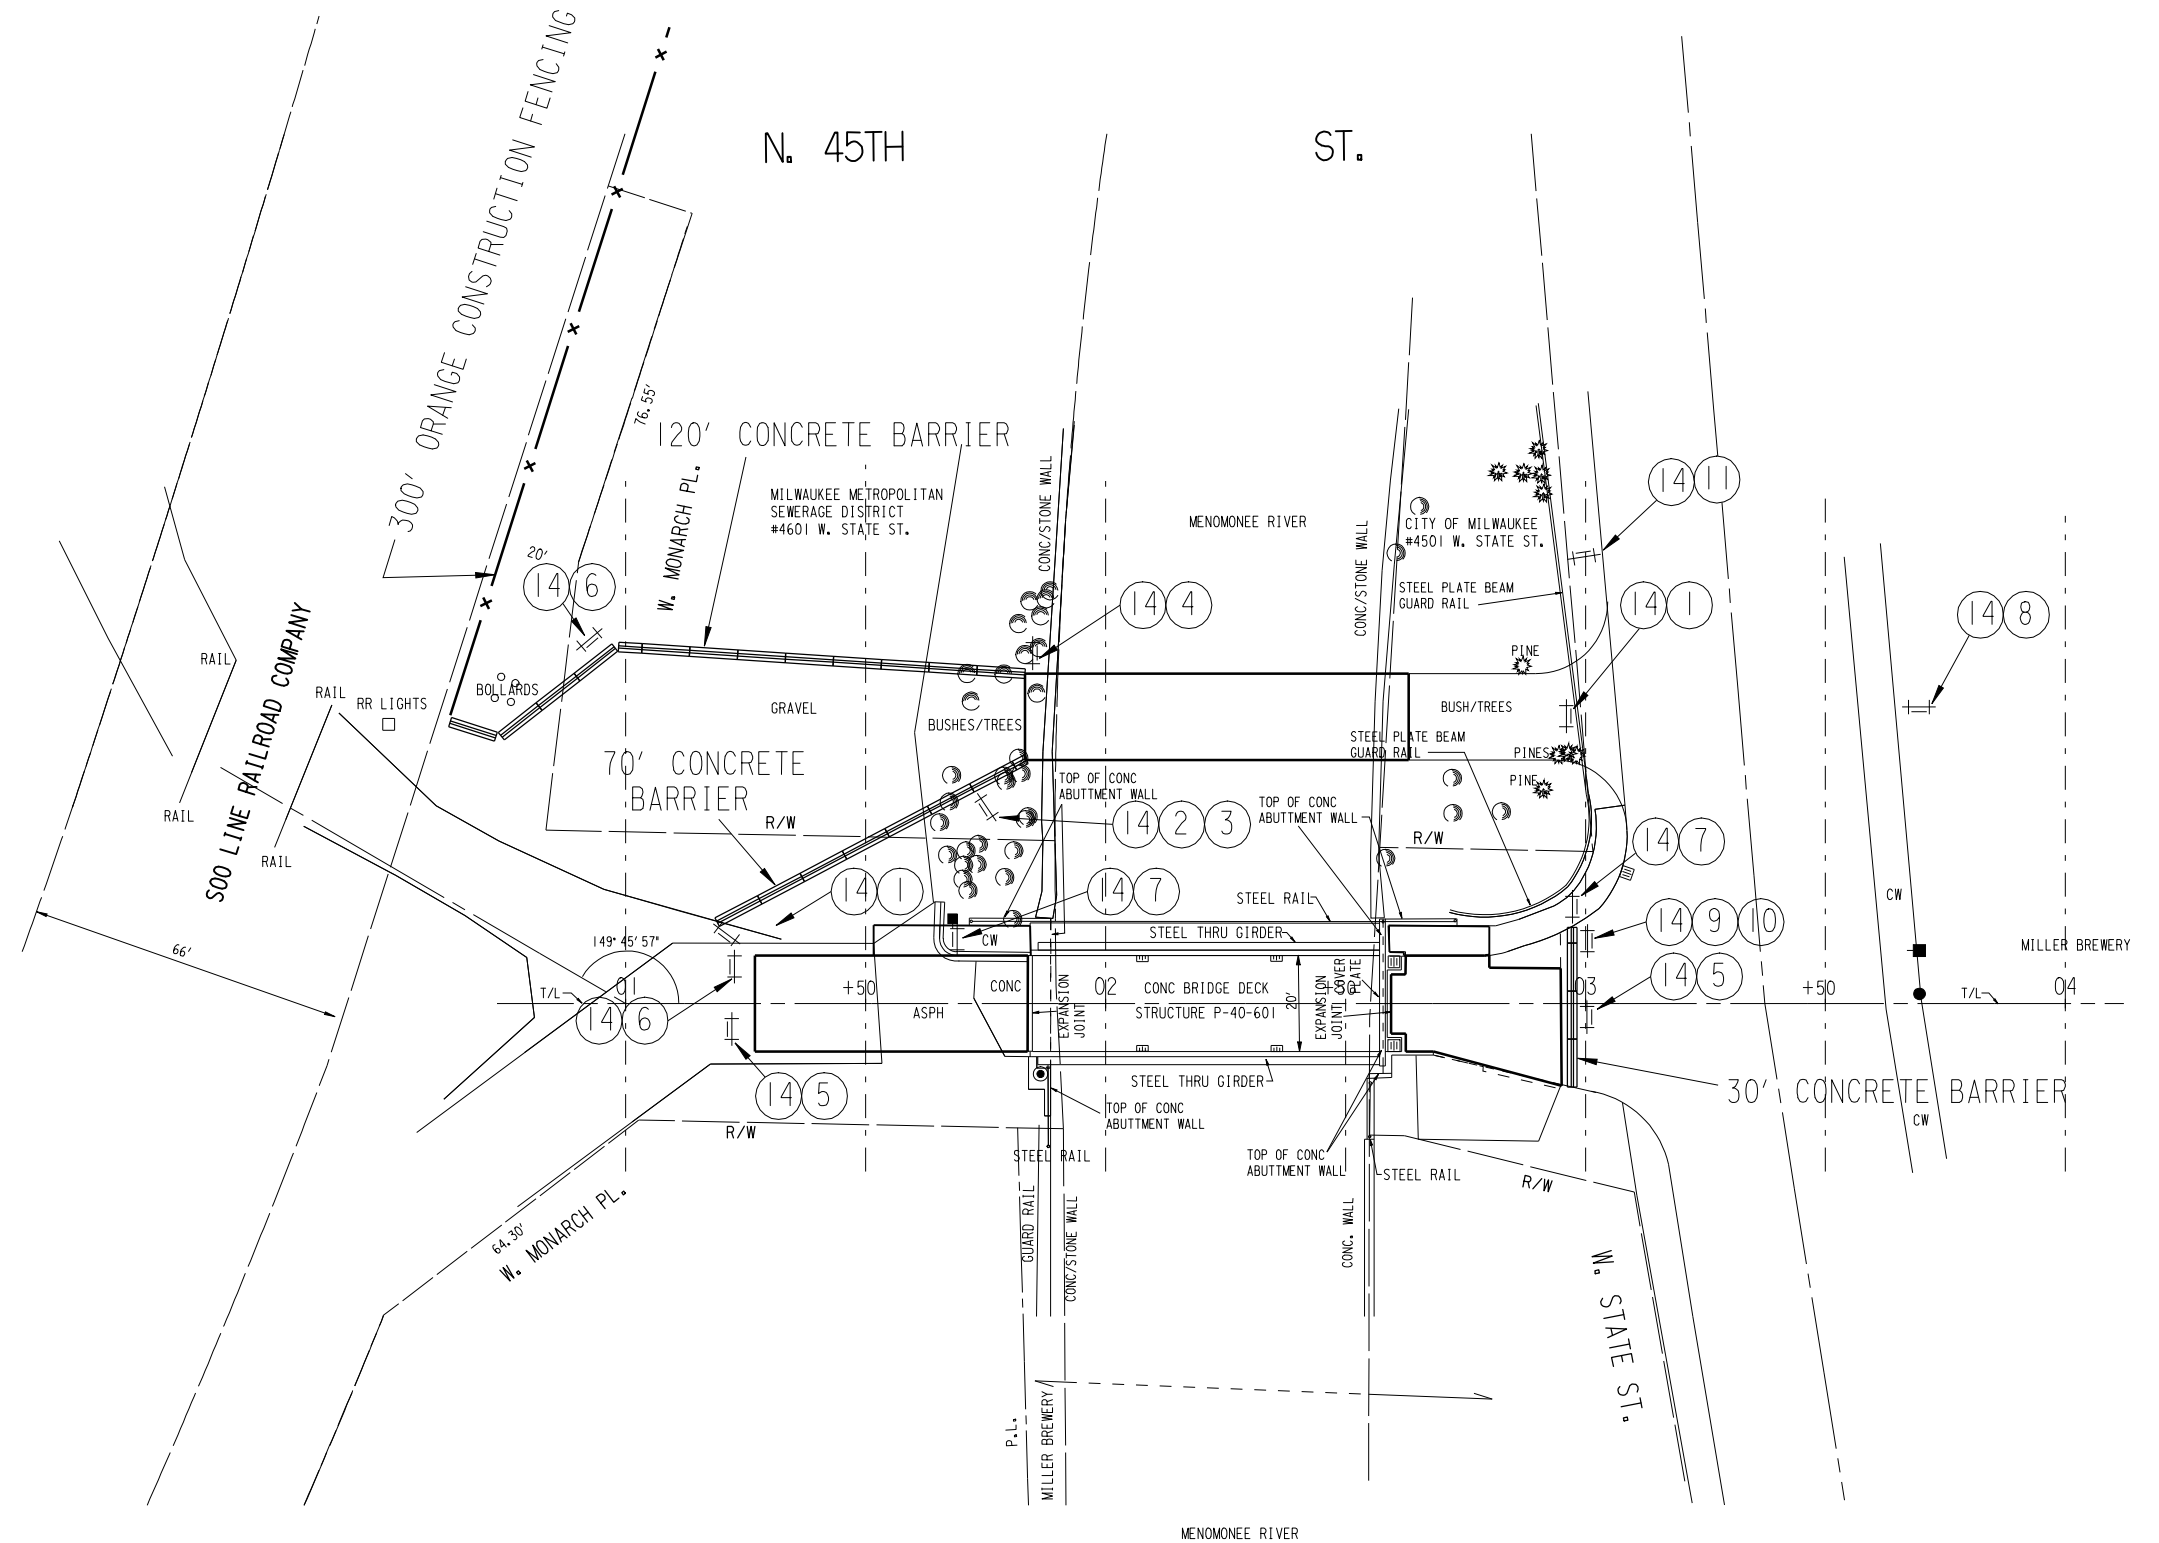 N. 45TH ST.
300' ORANGE CONSTRUCTION FENCING
76.55'
120' CONCRETE BARRIER
W. MONARCH PL.
MILWAUKEE METROPOLITAN
SEWERAGE DISTRICT
#4601 W. STATE ST.
CONC/STONE WALL
MENOMONEE RIVER
CONC/STONE WALL
CITY OF MILWAUKEE
#4501 W. STATE ST.
14 11
20'
14 6
14 4
STEEL PLATE BEAM
GUARD RAIL
14 1
14 8
RAIL
SOO LINE RAILROAD COMPANY
RAIL
RR LIGHTS
BOLLARDS
GRAVEL
BUSHES/TREES
PINE
BUSH/TREES
STEEL PLATE BEAM
GUARD RAIL
PINES
PINE
70' CONCRETE
BARRIER
TOP OF CONC
ABUTTMENT WALL
TOP OF CONC
ABUTTMENT WALL
RAIL
R/W
14 2 3
R/W
14 7
RAIL
14 1
14 7
STEEL RAIL
CW
14 9 10
66'
149°45'57"
CW
STEEL THRU GIRDER
MILLER BREWERY
T/L
01
+50
CONC
02
CONC BRIDGE DECK
STRUCTURE P-40-601
20'
+50
COVER
PLATE
03
14 5
+50
T/L
04
14 6
ASPH
EXPANSION
JOINT
EXPANSION
JOINT
14 5
STEEL THRU GIRDER
30' CONCRETE BARRIER
TOP OF CONC
ABUTTMENT WALL
CW
R/W
STEEL RAIL
TOP OF CONC
ABUTTMENT WALL
STEEL RAIL
R/W
64.30'
W. MONARCH PL.
GUARD RAIL
CONC/STONE WALL
CONC. WALL
W. STATE ST.
P.L.
MILLER BREWERY
MENOMONEE RIVER